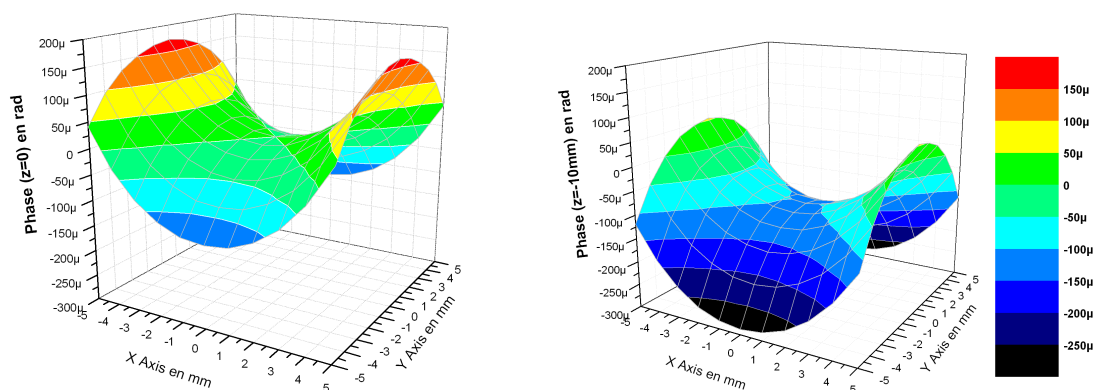 Phase (z=0) en rad
200µ
150µ
100µ
50µ
0
-50µ
-100µ
-150µ
-200µ
-250µ
-300µ
-5 -4 -3 -2 -1 0 1 2 3 4 5
X Axis en mm
-5 -4 -3 -2 -1 0 1 2 3 4 5
Y Axis en mm
Phase (z=-10mm) en rad
200µ
150µ
100µ
50µ
0
-50µ
-100µ
-150µ
-200µ
-250µ
-300µ
-5 -4 -3 -2 -1 0 1 2 3 4 5
X Axis en mm
-5 -4 -3 -2 -1 0 1 2 3 4 5
Y Axis en mm
150µ
100µ
50µ
0
-50µ
-100µ
-150µ
-200µ
-250µ